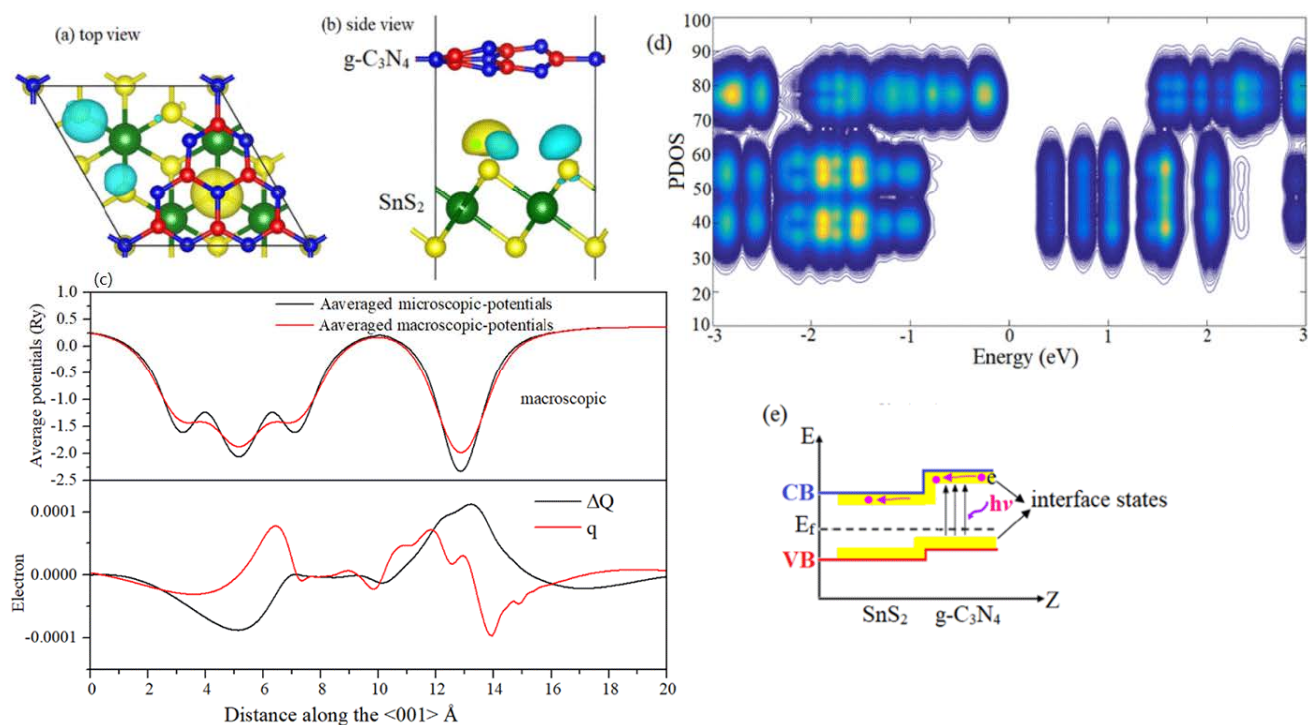 (a) top view
(b) side view
g-C3N4
SnS2
(c)
1.0
0.5
0.0
-0.5
-1.0
-1.5
-2.0
-2.5
Average potentials (Ry)
Aaveraged microscopic-potentials
Aaveraged macroscopic-potentials
macroscopic
0.0001
0.0000
-0.0001
Electron
ΔQ
q
0 2 4 6 8 10 12 14 16 18 20
Distance along the <001> Å
(d)
100
90
80
70
60
50
40
30
20
10
PDOS
-3 -2 -1 0 1 2 3
Energy (eV)
(e)
E
CB
e
hν
interface states
Ef
VB
Z
SnS2 g-C3N4